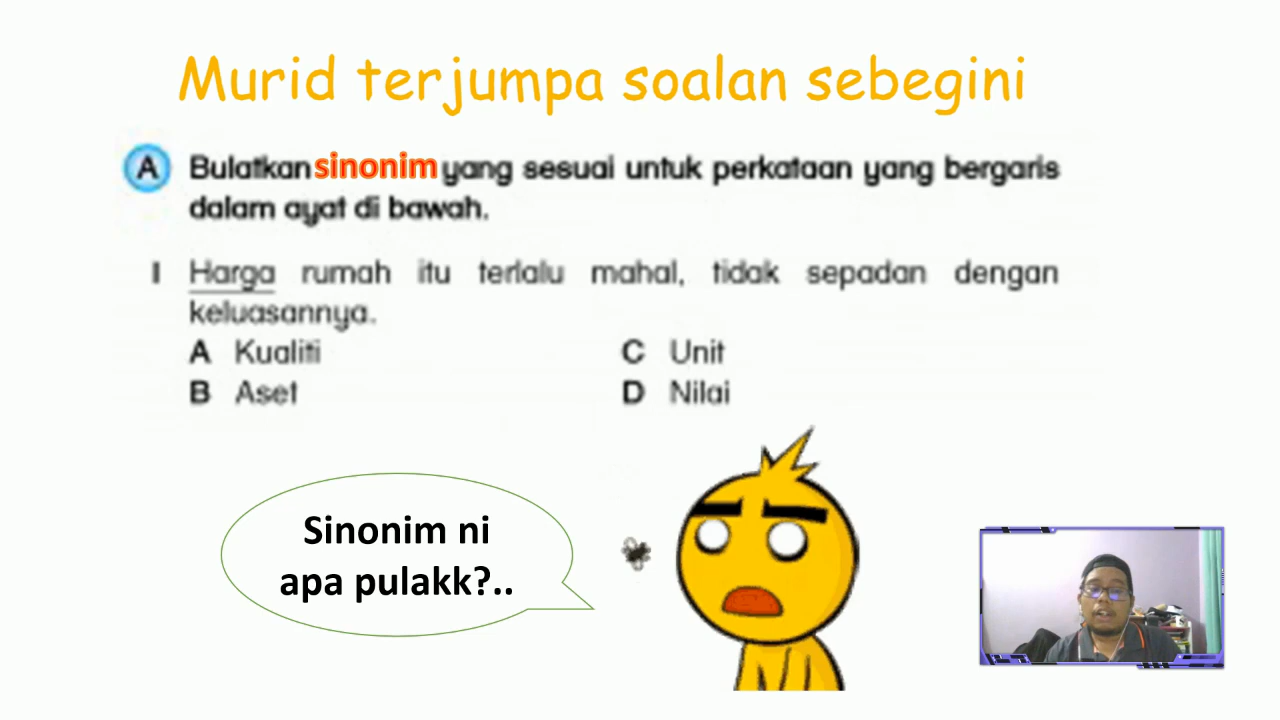 Murid terjumpa soalan sebegini
A Bulatkan sinonim yang sesuai untuk perkataan yang bergaris
dalam ayat di bawah.
1 Harga rumah itu terlalu mahal, tidak sepadan dengan
keluasannya.
A Kualiti C Unit
B Aset D Nilai
Sinonim ni
apa pulakk?..